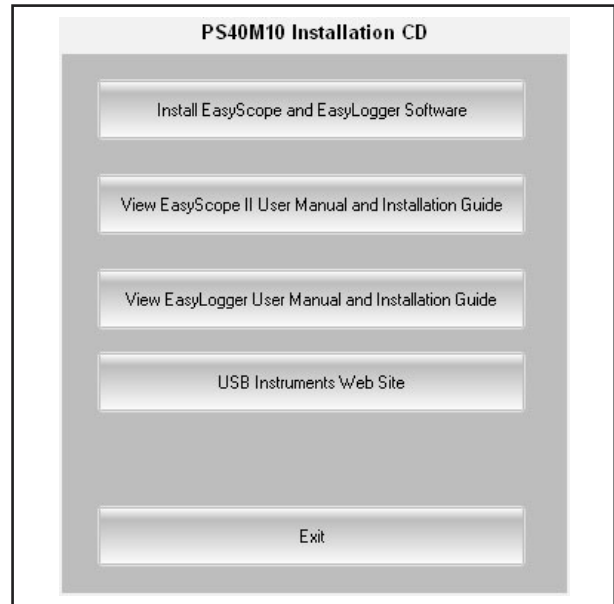 PS40M10 Installation CD
Install EasyScope and EasyLogger Software
View EasyScope II User Manual and Installation Guide
View EasyLogger User Manual and Installation Guide
USB Instruments Web Site
Exit